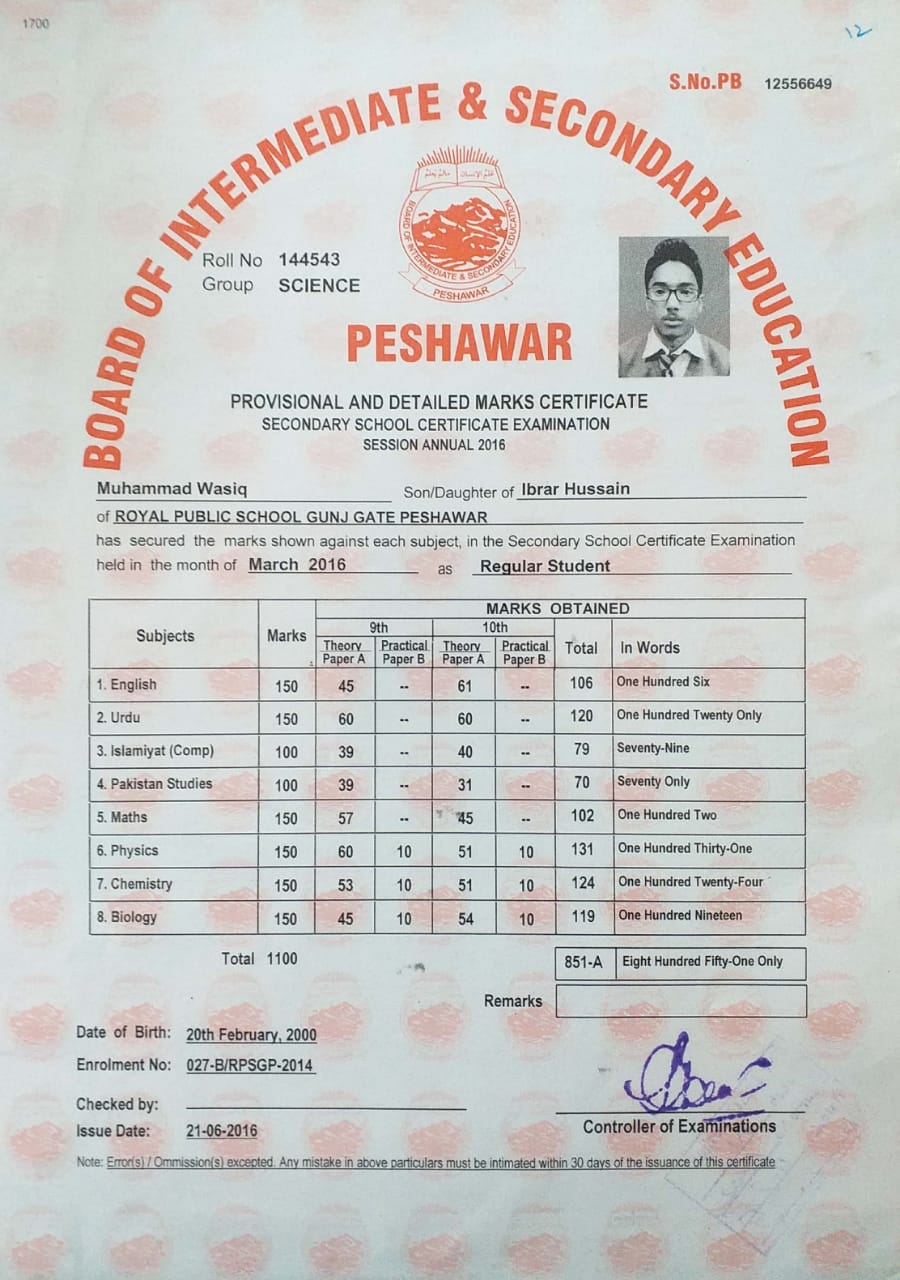 1700
12
S.No.PB 12556649
BOARD OF INTERMEDIATE & SECONDARY EDUCATION
BOARD OF INTERMEDIATE & SECONDARY EDUCATION
PESHAWAR
Roll No 144543
Group SCIENCE
PESHAWAR
PROVISIONAL AND DETAILED MARKS CERTIFICATE
SECONDARY SCHOOL CERTIFICATE EXAMINATION
SESSION ANNUAL 2016
Muhammad Wasiq Son/Daughter of Ibrar Hussain
of ROYAL PUBLIC SCHOOL GUNJ GATE PESHAWAR
has secured the marks shown against each subject, in the Secondary School Certificate Examination
held in the month of March 2016 as Regular Student
Subjects Marks MARKS OBTAINED
9th 10th Total In Words
Theory Paper A Practical Paper B Theory Paper A Practical Paper B
1. English 150 45 -- 61 -- 106 One Hundred Six
2. Urdu 150 60 -- 60 -- 120 One Hundred Twenty Only
3. Islamiyat (Comp) 100 39 -- 40 -- 79 Seventy-Nine
4. Pakistan Studies 100 39 -- 31 -- 70 Seventy Only
5. Maths 150 57 -- 45 -- 102 One Hundred Two
6. Physics 150 60 10 51 10 131 One Hundred Thirty-One
7. Chemistry 150 53 10 51 10 124 One Hundred Twenty-Four
8. Biology 150 45 10 54 10 119 One Hundred Nineteen
Total 1100 851-A Eight Hundred Fifty-One Only
Remarks
Date of Birth: 20th February, 2000
Enrolment No: 027-B/RPSGP-2014
Checked by:
Issue Date: 21-06-2016
Controller of Examinations
Note: Error(s) / Ommission(s) excepted. Any mistake in above particulars must be intimated within 30 days of the issuance of this certificate